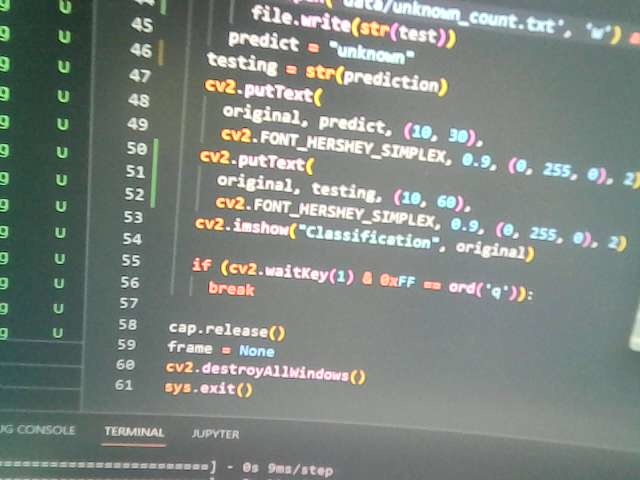 44
data/unknown_count.txt', 'w') a
45 file.write(str(test))
46 predict = "unknown"
47 testing = str(prediction)
48 cv2.putText(
49 original, predict, (10, 30),
50 cv2.FONT_HERSHEY_SIMPLEX, 0.9, (0, 255, 0), 2)
51 cv2.putText(
52 original, testing, (10, 60),
53 cv2.FONT_HERSHEY_SIMPLEX, 0.9, (0, 255, 0), 2)
54 cv2.imshow("Classification", original)
55
56 if (cv2.waitKey(1) & 0xFF == ord('q')):
57 break
58 cap.release()
59 frame = None
60 cv2.destroyAllWindows()
61 sys.exit()
g U
g U
g U
g U
g U
g U
g U
g U
g U
g U
g U
g U
g U
UG CONSOLE TERMINAL JUPYTER
========================] - 0s 9ms/step